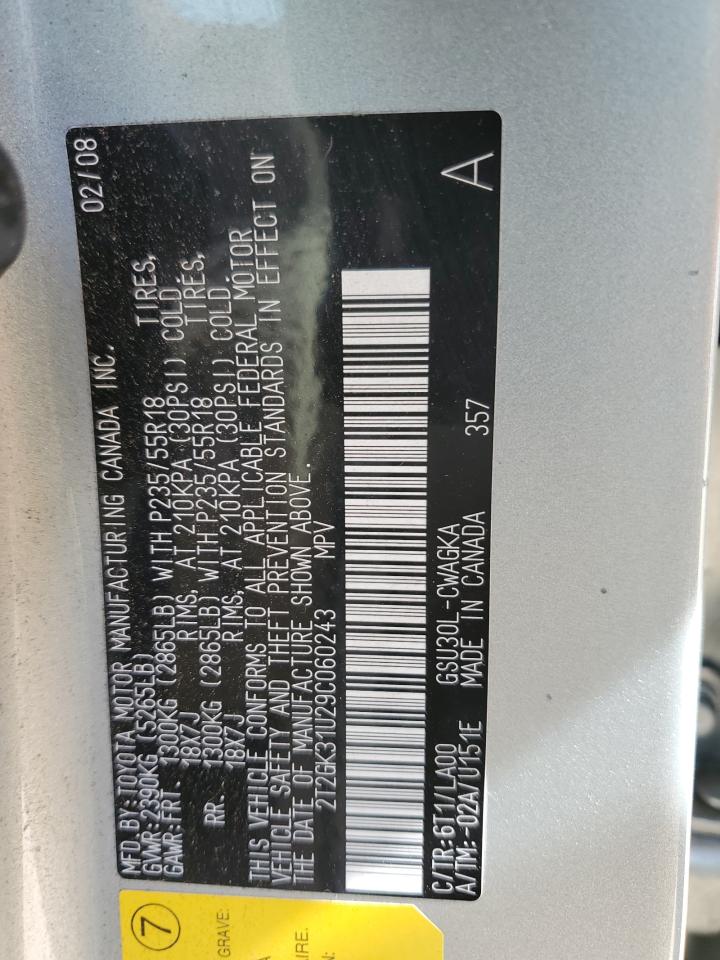 MFD. BY:TOYOTA MOTOR MANUFACTURING CANADA INC. 02/08
GVWR:2390KG (5265LB)
GAWR:FRT- 1300KG (2865LB) WITH P235/55R18 TIRES,
18X7J RIMS, AT 210KPA (30PSI) COLD.
RR. 1300KG (2865LB) WITH P235/55R18 TIRES,
18X7J RIMS, AT 210KPA (30PSI) COLD.
THIS VEHICLE CONFORMS TO ALL APPLICABLE FEDERAL MOTOR
VEHICLE SAFETY AND THEFT PREVENTION STANDARDS IN EFFECT ON
THE DATE OF MANUFACTURE SHOWN ABOVE.
2T2GK31U29C060243 MPV
C/TR:6T1/LA00 GSU30L-CWAGKA A
A/TM:-02A/U151E MADE IN CANADA 357
7
GRAVE: